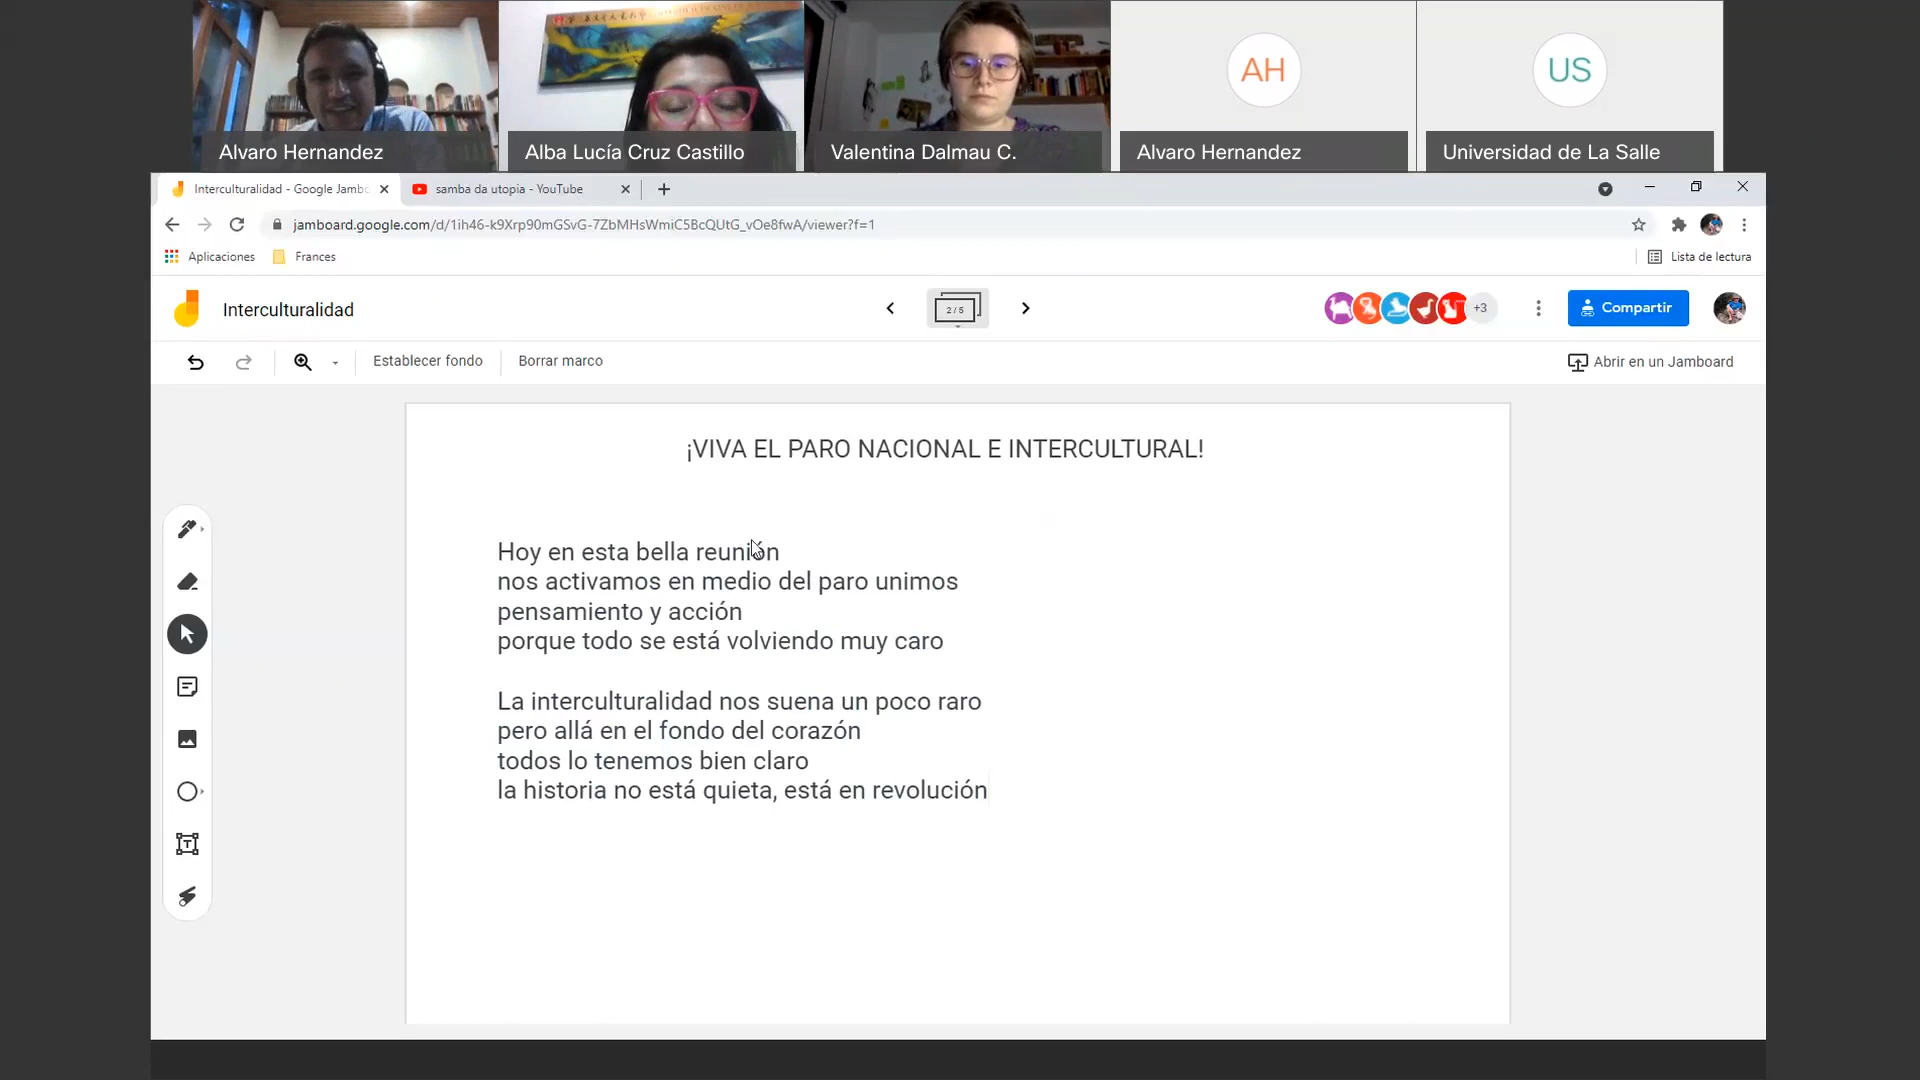 Alvaro Hernandez
Alba Lucía Cruz Castillo
Valentina Dalmau C.
AH
Alvaro Hernandez
US
Universidad de La Salle
Interculturalidad - Google Jambo
samba da utopia - YouTube
jamboard.google.com/d/1ih46-k9Xrp90mGSvG-7ZbMHsWmiC5BcQUtG_vOe8fwA/viewer?f=1
Aplicaciones
Frances
Lista de lectura
Interculturalidad
2 / 5
+3
Compartir
Establecer fondo
Borrar marco
Abrir en un Jamboard
¡VIVA EL PARO NACIONAL E INTERCULTURAL!
Hoy en esta bella reunión
nos activamos en medio del paro unimos
pensamiento y acción
porque todo se está volviendo muy caro
La interculturalidad nos suena un poco raro
pero allá en el fondo del corazón
todos lo tenemos bien claro
la historia no está quieta, está en revolución